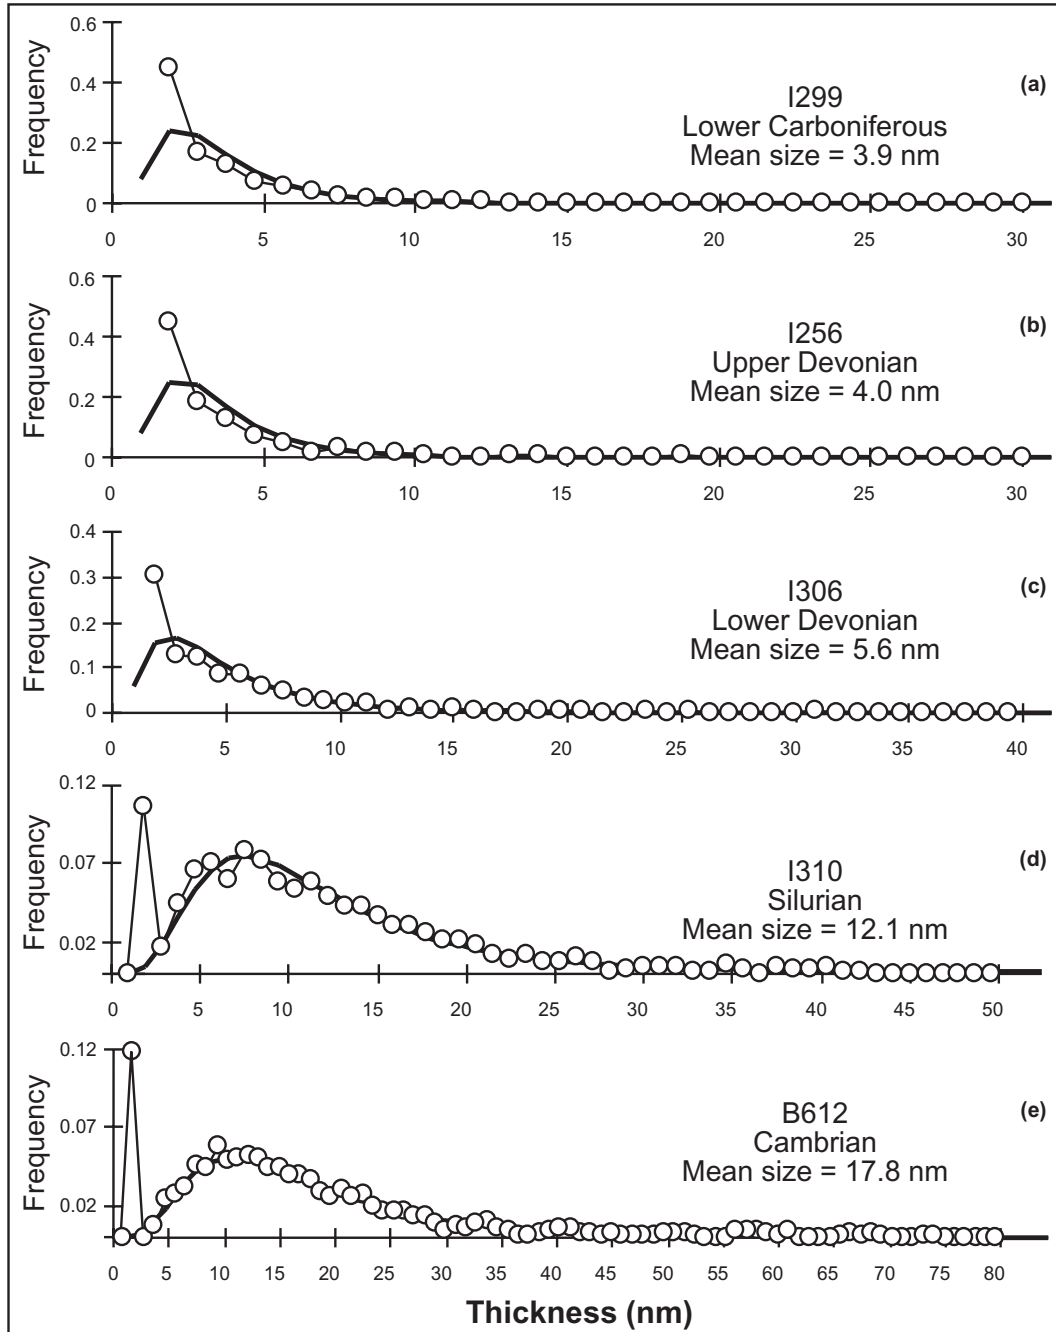 Frequency
0.6
0.4
0.2
0
0 5 10 15 20 25 30
I299
Lower Carboniferous
Mean size = 3.9 nm
(a)
Frequency
0.6
0.4
0.2
0
0 5 10 15 20 25 30
I256
Upper Devonian
Mean size = 4.0 nm
(b)
Frequency
0.4
0.3
0.2
0.1
0
0 5 10 15 20 25 30 35 40
I306
Lower Devonian
Mean size = 5.6 nm
(c)
Frequency
0.12
0.07
0.02
0 5 10 15 20 25 30 35 40 45 50
I310
Silurian
Mean size = 12.1 nm
(d)
Frequency
0.12
0.07
0.02
0 5 10 15 20 25 30 35 40 45 50 55 60 65 70 75 80
B612
Cambrian
Mean size = 17.8 nm
(e)
Thickness (nm)